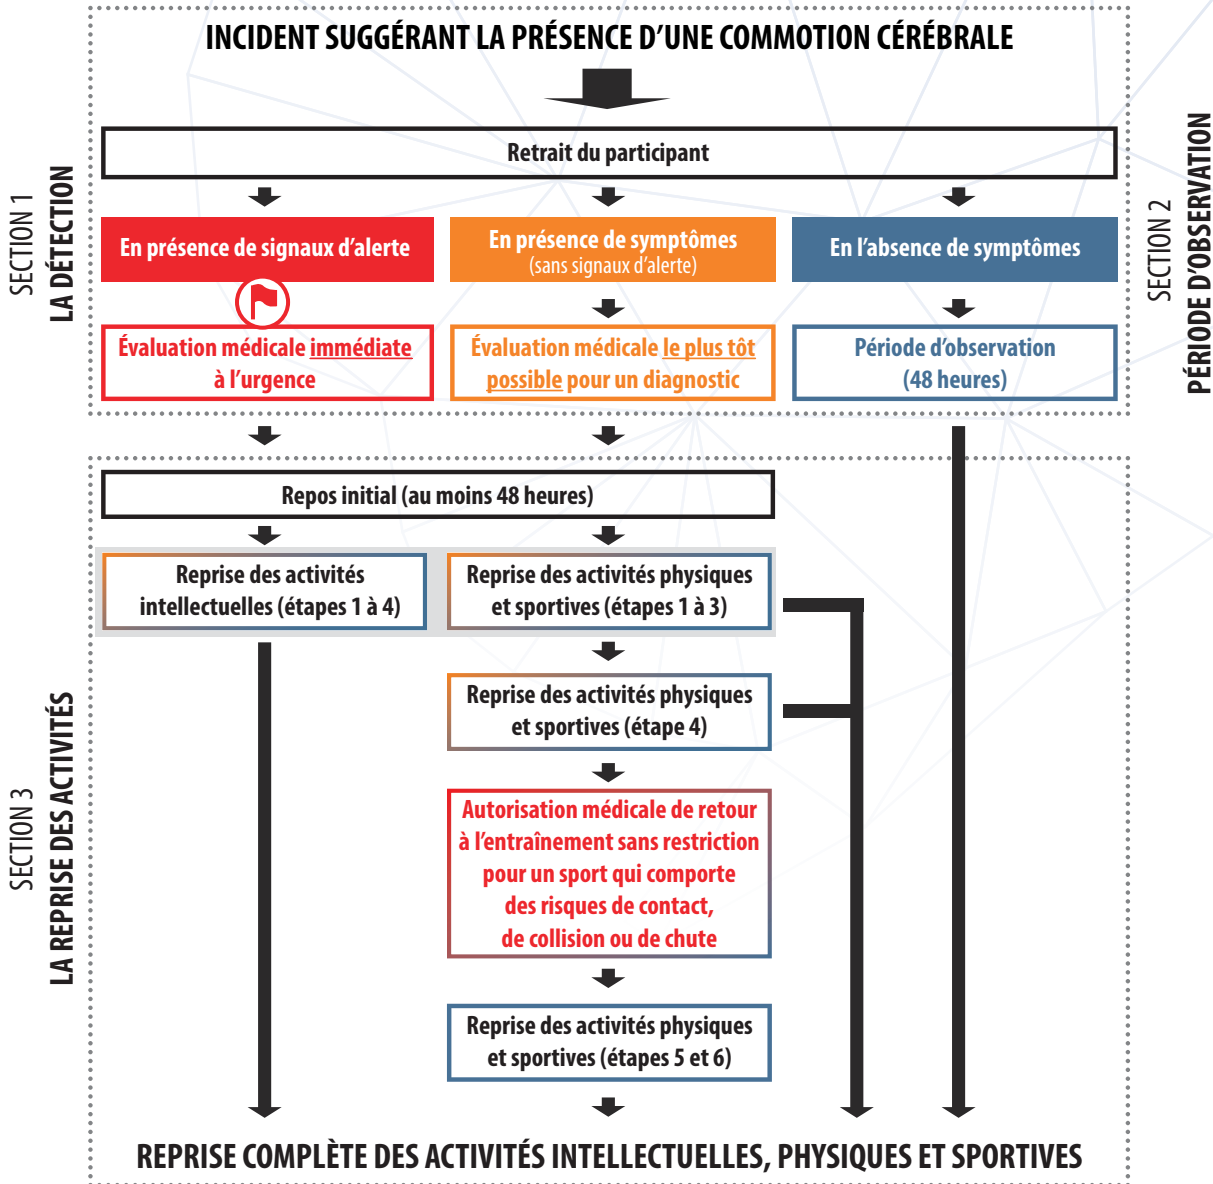 INCIDENT SUGGÉRANT LA PRÉSENCE D'UNE COMMOTION CÉRÉBRALE
Retrait du participant
SECTION 1
LA DÉTECTION
En présence de signaux d'alerte
Évaluation médicale immédiate
à l'urgence
En présence de symptômes
(sans signaux d'alerte)
Évaluation médicale le plus tôt
possible pour un diagnostic
En l'absence de symptômes
Période d'observation
(48 heures)
SECTION 2
PÉRIODE D'OBSERVATION
SECTION 3
LA REPRISE DES ACTIVITÉS
Repos initial (au moins 48 heures)
Reprise des activités
intellectuelles (étapes 1 à 4)
Reprise des activités physiques
et sportives (étapes 1 à 3)
Reprise des activités physiques
et sportives (étape 4)
Autorisation médicale de retour
à l'entraînement sans restriction
pour un sport qui comporte
des risques de contact,
de collision ou de chute
Reprise des activités physiques
et sportives (étapes 5 et 6)
REPRISE COMPLÈTE DES ACTIVITÉS INTELLECTUELLES, PHYSIQUES ET SPORTIVES